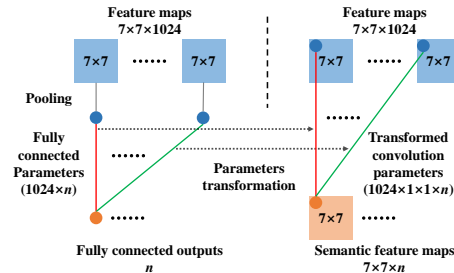 Feature maps
7×7×1024
7×7
······
7×7
Pooling
Fully
connected
Parameters
(1024×n)
······
Fully connected outputs
n
Parameters
transformation
Feature maps
7×7×1024
7×7
······
7×7
······
Transformed
convolution
parameters
(1024×1×1×n)
7×7
······
Semantic feature maps
7×7×n